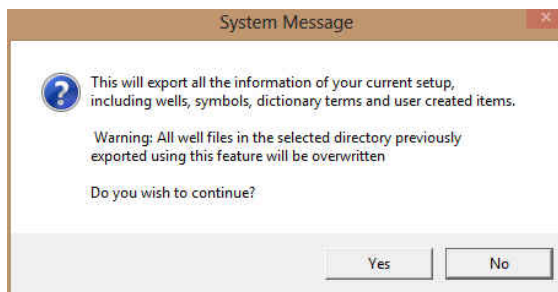 System Message
This will export all the information of your current setup,
including wells, symbols, dictionary terms and user created items.
Warning: All well files in the selected directory previously
exported using this feature will be overwritten
Do you wish to continue?
Yes
No